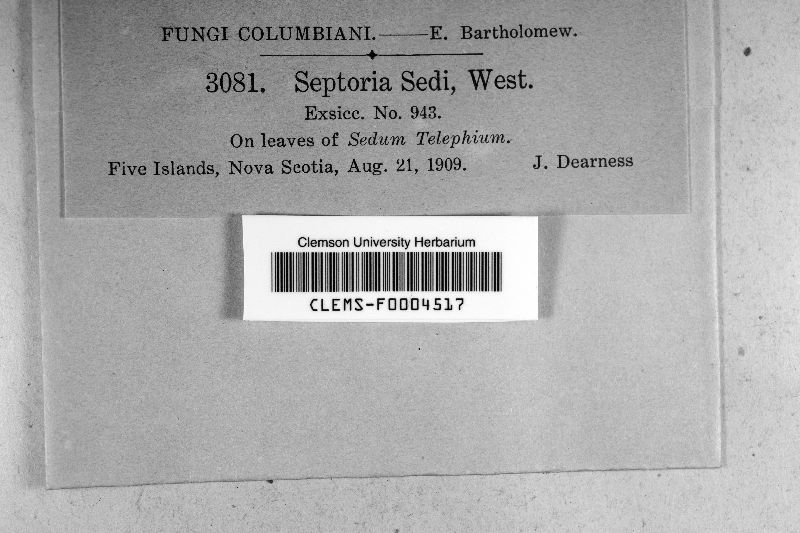 FUNGI COLUMBIANI.——E. Bartholomew.
3081. Septoria Sedi, West.
Exsicc. No. 943.
On leaves of Sedum Telephium.
Five Islands, Nova Scotia, Aug. 21, 1909. J. Dearness
Clemson University Herbarium
CLEMS-F0004517